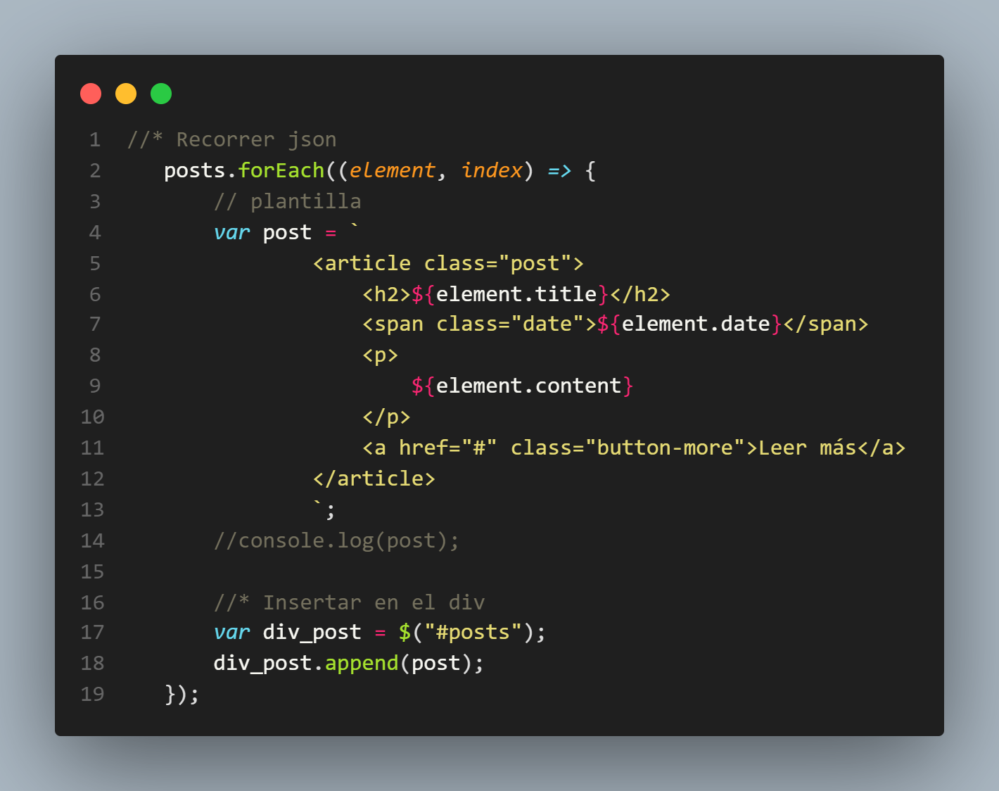 1 //* Recorrer json
2 posts.forEach((element, index) => {
3 // plantilla
4 var post = `
5 <article class="post">
6 <h2>${element.title}</h2>
7 <span class="date">${element.date}</span>
8 <p>
9 ${element.content}
10 </p>
11 <a href="#" class="button-more">Leer más</a>
12 </article>
13 `;
14 //console.log(post);
15
16 //* Insertar en el div
17 var div_post = $("#posts");
18 div_post.append(post);
19 });